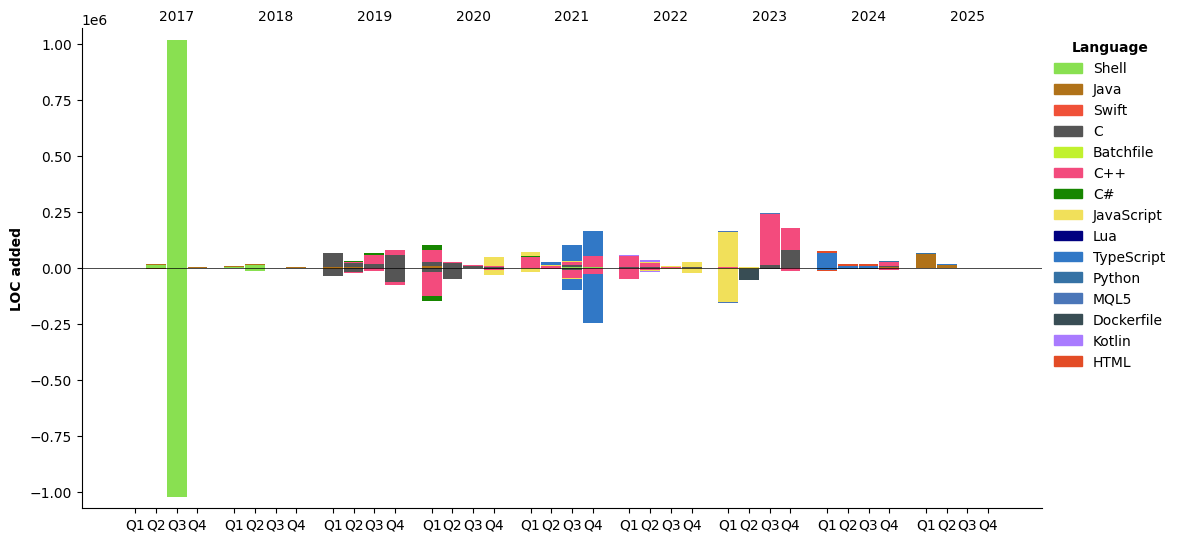 1e6
2017 2018 2019 2020 2021 2022 2023 2024 2025
1.00
0.75
0.50
0.25
0.00
−0.25
−0.50
−0.75
−1.00
LOC added
Q1 Q2 Q3 Q4 Q1 Q2 Q3 Q4 Q1 Q2 Q3 Q4 Q1 Q2 Q3 Q4 Q1 Q2 Q3 Q4 Q1 Q2 Q3 Q4 Q1 Q2 Q3 Q4 Q1 Q2 Q3 Q4 Q1 Q2 Q3 Q4
Language
Shell
Java
Swift
C
Batchfile
C++
C#
JavaScript
Lua
TypeScript
Python
MQL5
Dockerfile
Kotlin
HTML